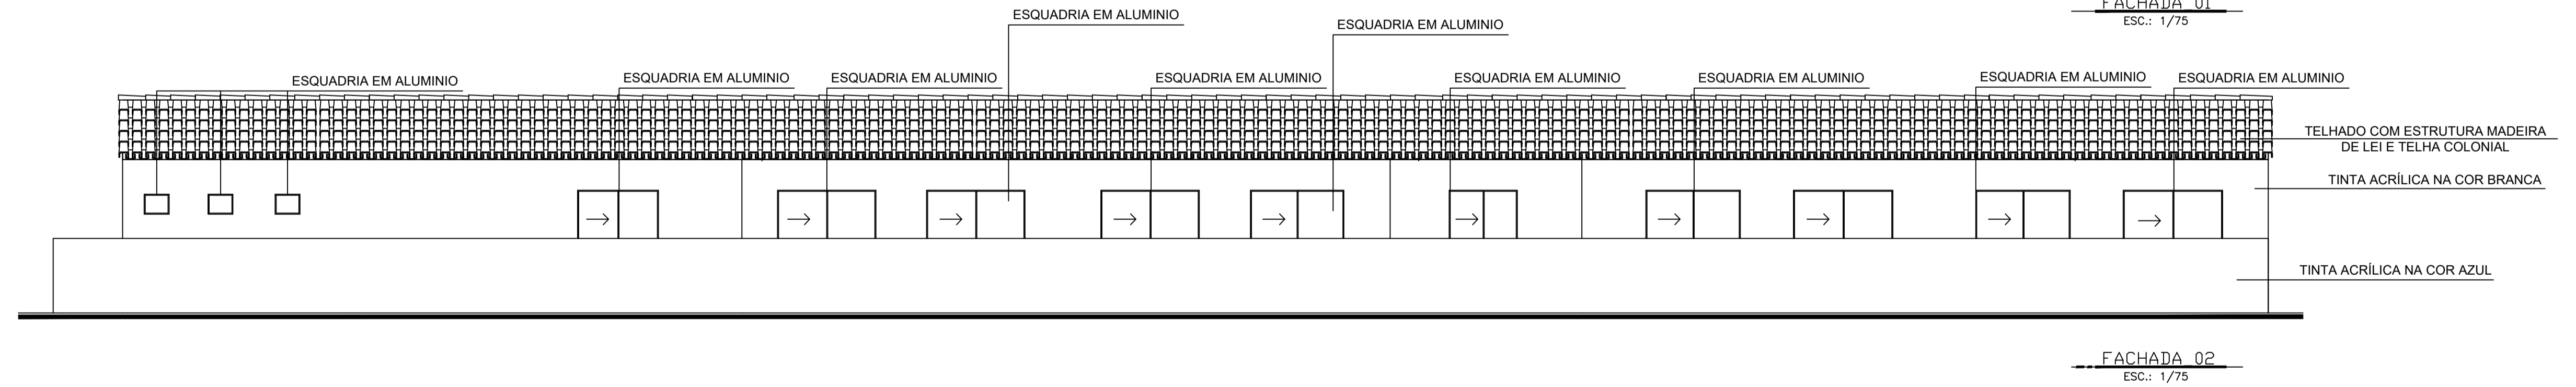 FACHADA 01
ESC.: 1/75
ESQUADRIA EM ALUMINIO
ESQUADRIA EM ALUMINIO
ESQUADRIA EM ALUMINIO
ESQUADRIA EM ALUMINIO
ESQUADRIA EM ALUMINIO
ESQUADRIA EM ALUMINIO
ESQUADRIA EM ALUMINIO
ESQUADRIA EM ALUMINIO
ESQUADRIA EM ALUMINIO
ESQUADRIA EM ALUMINIO
TELHADO COM ESTRUTURA MADEIRA
DE LEI E TELHA COLONIAL
TINTA ACRÍLICA NA COR BRANCA
TINTA ACRÍLICA NA COR AZUL
FACHADA 02
ESC.: 1/75